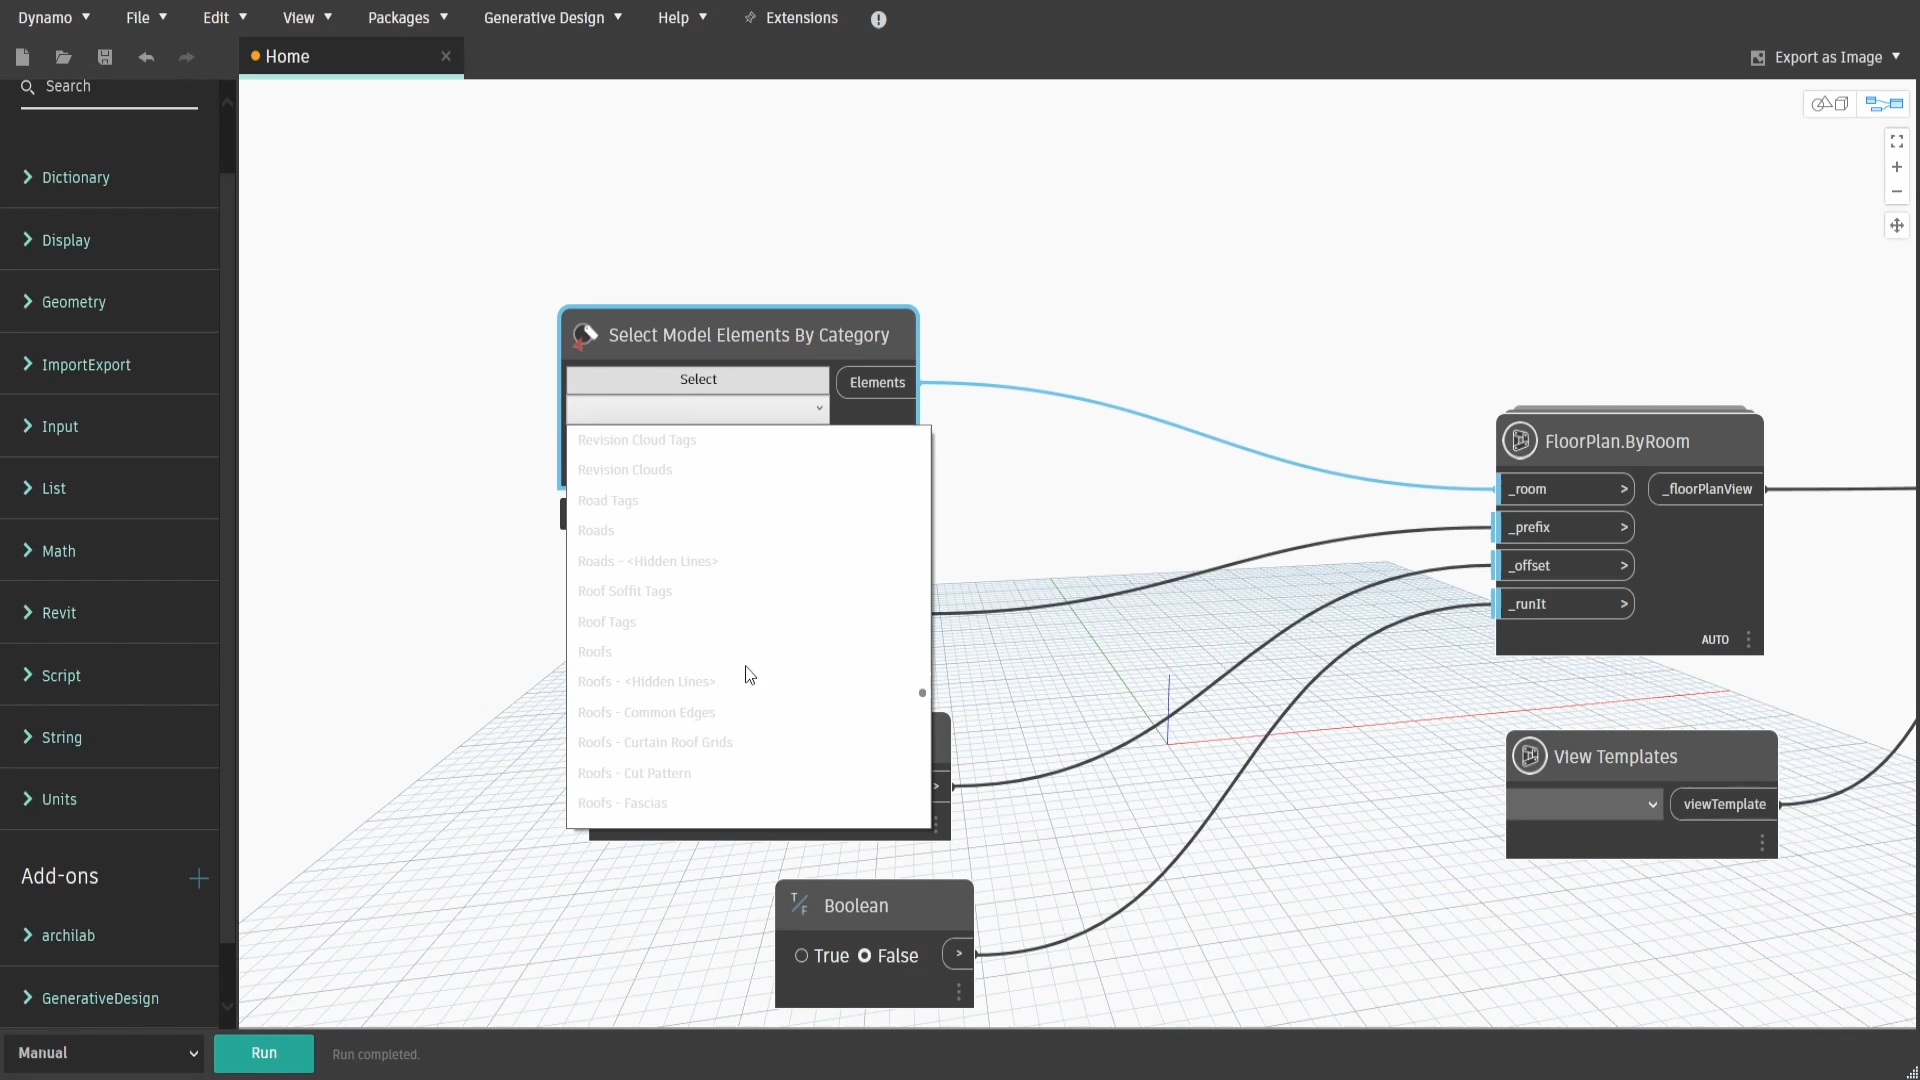 Dynamo File Edit View Packages Generative Design Help Extensions
Home
Export as Image
Search
Dictionary
Display
Geometry
ImportExport
Input
List
Math
Revit
Script
String
Units
Add-ons
archilab
GenerativeDesign
Select Model Elements By Category
Select
Elements
Revision Cloud Tags
Revision Clouds
Road Tags
Roads
Roads - <Hidden Lines>
Roof Soffit Tags
Roof Tags
Roofs
Roofs - <Hidden Lines>
Roofs - Common Edges
Roofs - Curtain Roof Grids
Roofs - Cut Pattern
Roofs - Fascias
>
T/F Boolean
True False >
FloorPlan.ByRoom
_room > _floorPlanView
_prefix >
_offset >
_runIt >
AUTO
View Templates
viewTemplate
Manual Run Run completed.